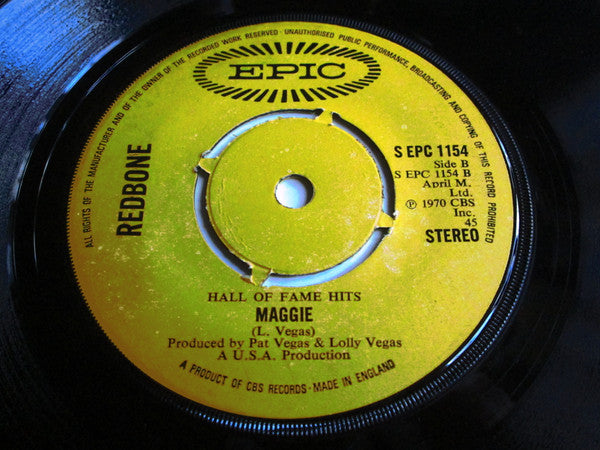 ALL RIGHTS OF THE MANUFACTURER AND OF THE OWNER OF THE RECORDED WORK RESERVED - UNAUTHORISED PUBLIC PERFORMANCE, BROADCASTING AND COPYING OF THIS RECORD PROHIBITED
EPIC
REDBONE
S EPC 1154
Side B
S EPC 1154 B
April M.
Ltd.
℗ 1970 CBS
Inc.
45
STEREO
HALL OF FAME HITS
MAGGIE
(L. Vegas)
Produced by Pat Vegas & Lolly Vegas
A U.S.A. Production
A PRODUCT OF CBS RECORDS - MADE IN ENGLAND